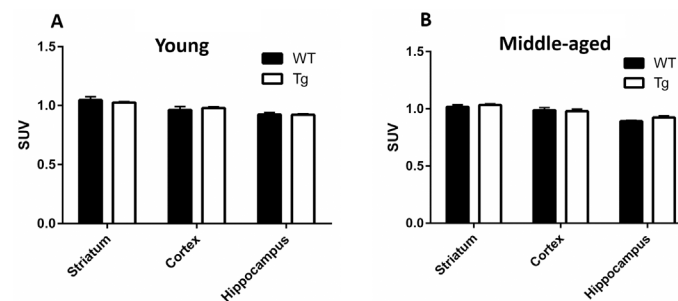 A
Young
1.5
1.0
0.5
0.0
SUV
WT
Tg
Striatum
Cortex
Hippocampus
B
Middle-aged
1.5
1.0
0.5
0.0
SUV
WT
Tg
Striatum
Cortex
Hippocampus